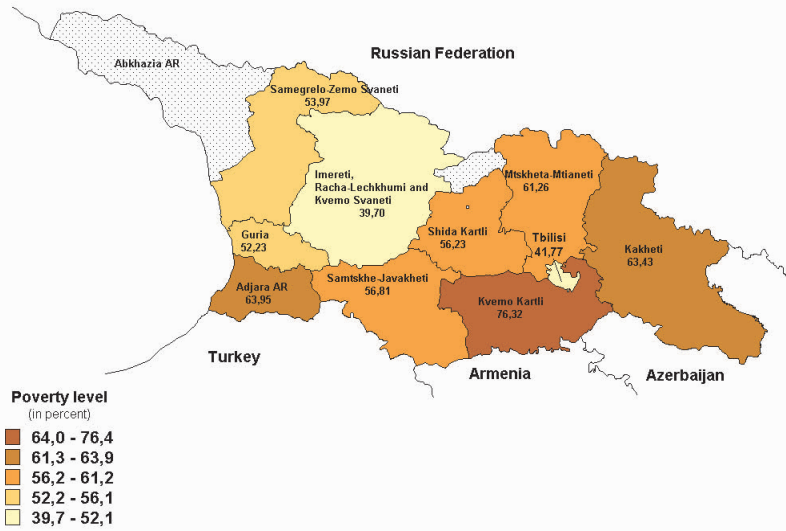 Russian Federation
Abkhazia AR
Samegrelo-Zemo Svaneti
53,97
Imereti,
Racha-Lechkhumi and
Kvemo Svaneti
39,70
Mtskheta-Mtianeti
61,26
Guria
52,23
Shida Kartli
56,23
Tbilisi
41,77
Kakheti
63,43
Adjara AR
63,95
Samtskhe-Javakheti
56,81
Kvemo Kartli
76,32
Turkey
Armenia
Azerbaijan
Poverty level
(in percent)
64,0 - 76,4
61,3 - 63,9
56,2 - 61,2
52,2 - 56,1
39,7 - 52,1